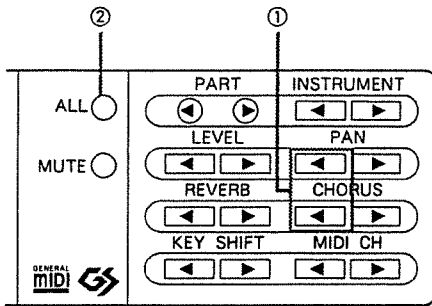 ② ①
PART INSTRUMENT
ALL
LEVEL PAN
MUTE
REVERB CHORUS
KEY SHIFT MIDI CH
GENERAL
MIDI GS